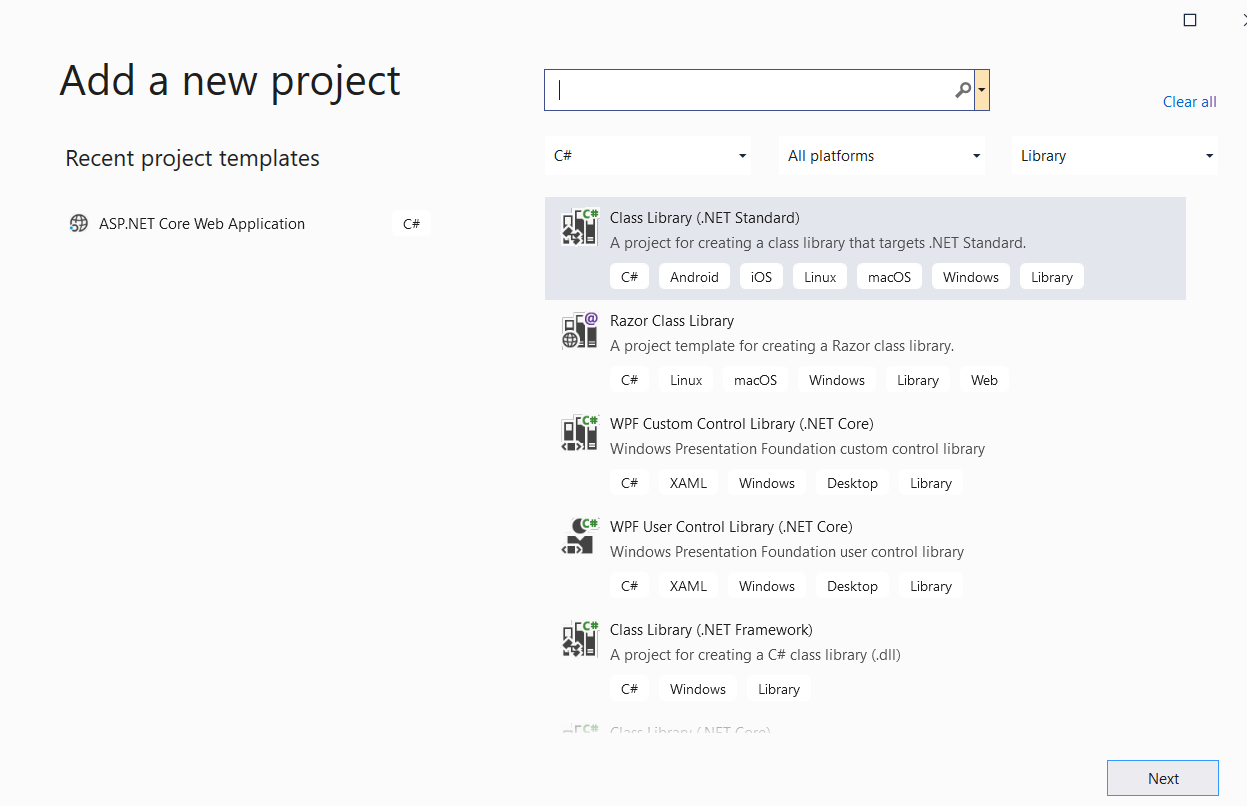 Add a new project
Recent project templates
ASP.NET Core Web Application C#
Clear all
C# All platforms Library
Class Library (.NET Standard)
A project for creating a class library that targets .NET Standard.
C# Android iOS Linux macOS Windows Library
Razor Class Library
A project template for creating a Razor class library.
C# Linux macOS Windows Library Web
WPF Custom Control Library (.NET Core)
Windows Presentation Foundation custom control library
C# XAML Windows Desktop Library
WPF User Control Library (.NET Core)
Windows Presentation Foundation user control library
C# XAML Windows Desktop Library
Class Library (.NET Framework)
A project for creating a C# class library (.dll)
C# Windows Library
Class Library (.NET Core)
Next